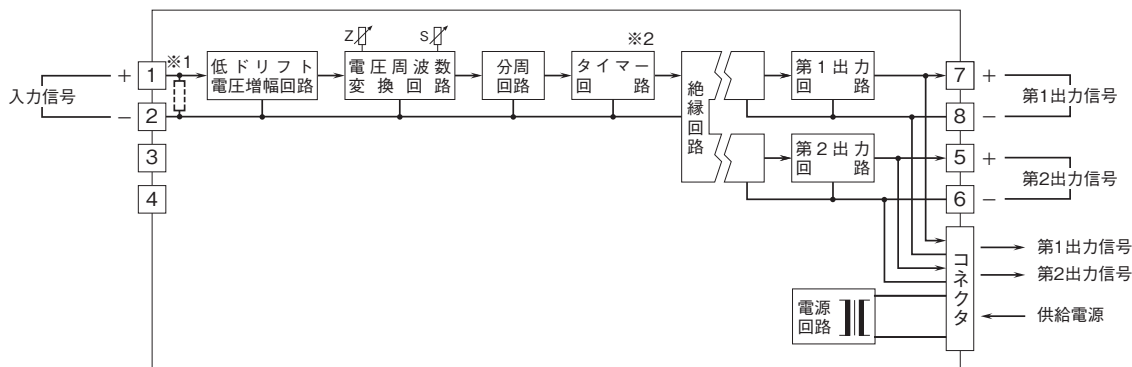 Z
S
※1
※2
低ドリフト
電圧増幅回路
電圧周波数
変換回路
分周
回路
タイマー
回路
絶縁回路
第1出力
回路
第2出力
回路
入力信号
+
−
1
2
3
4
7
8
5
6
+
−
第1出力信号
+
−
第2出力信号
コネクタ
第1出力信号
第2出力信号
供給電源
電源
回路